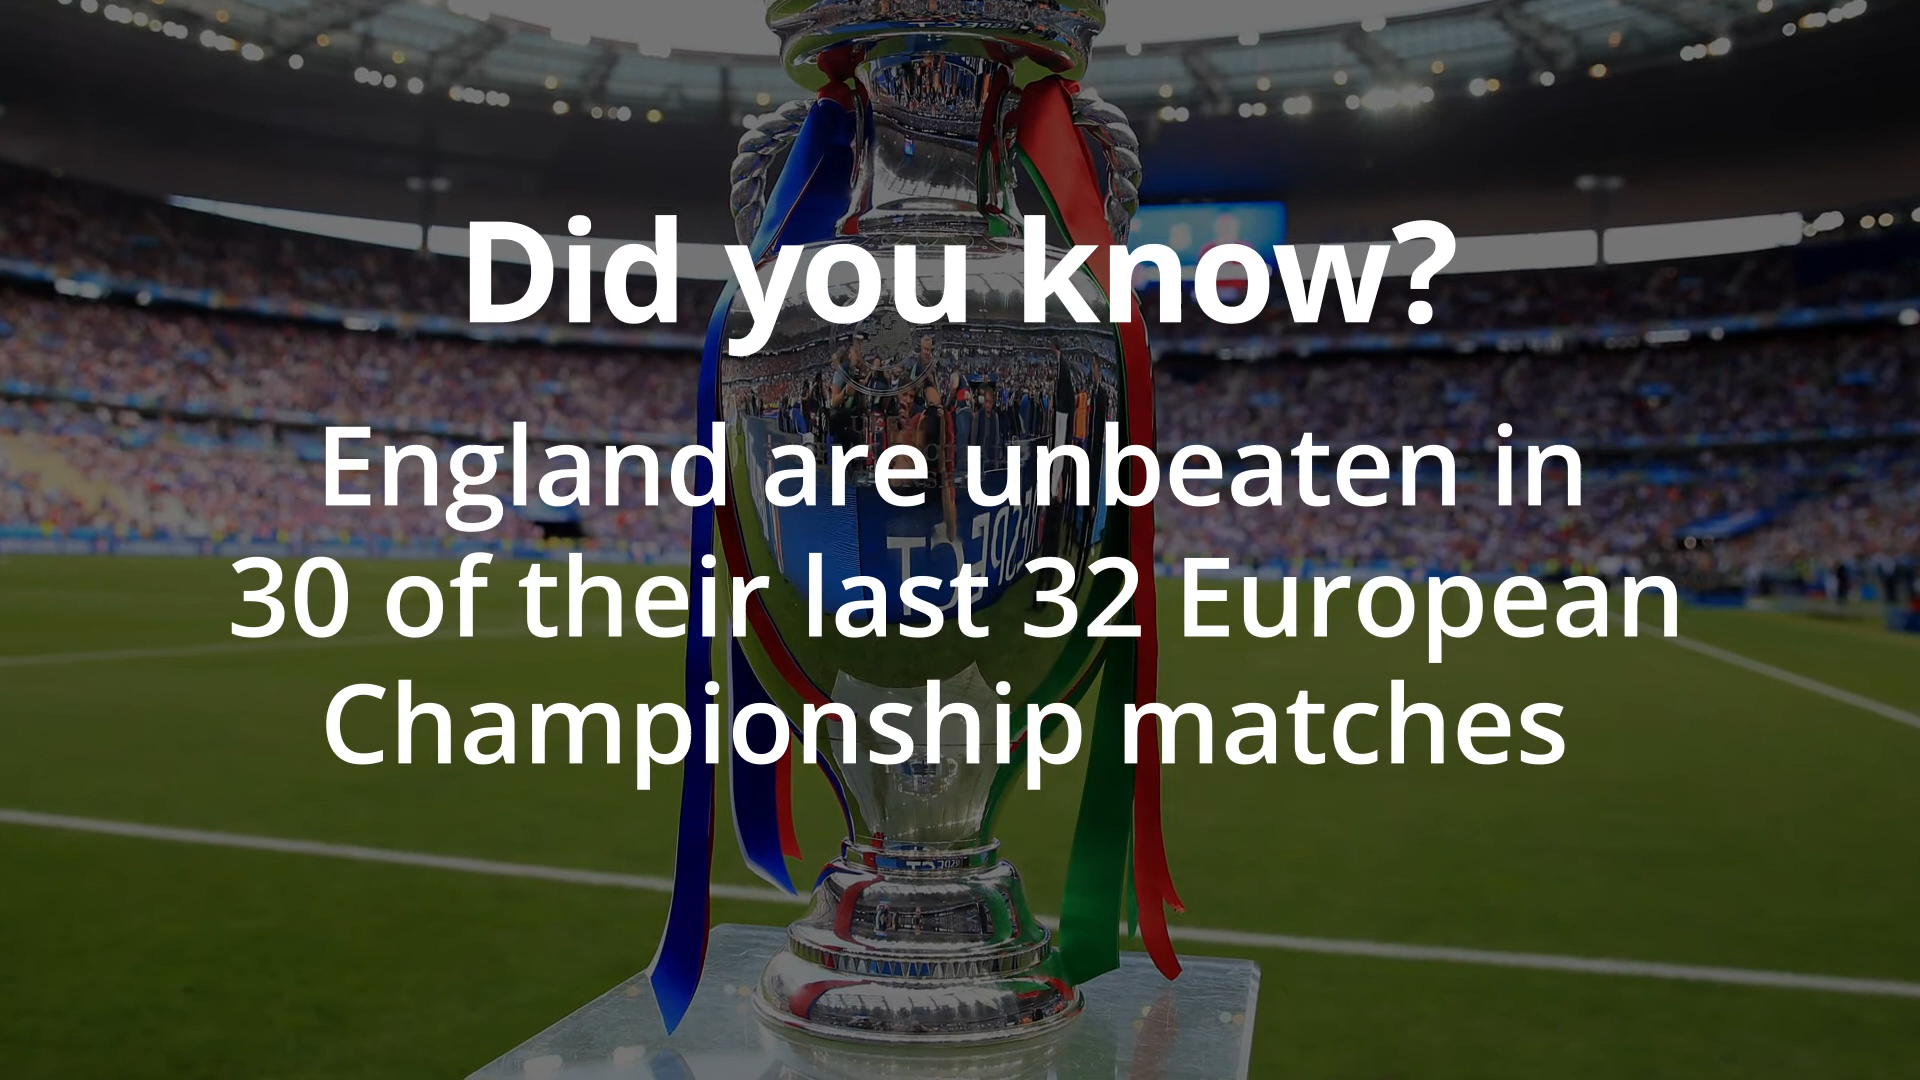 Did you know?
England are unbeaten in
30 of their last 32 European
Championship matches